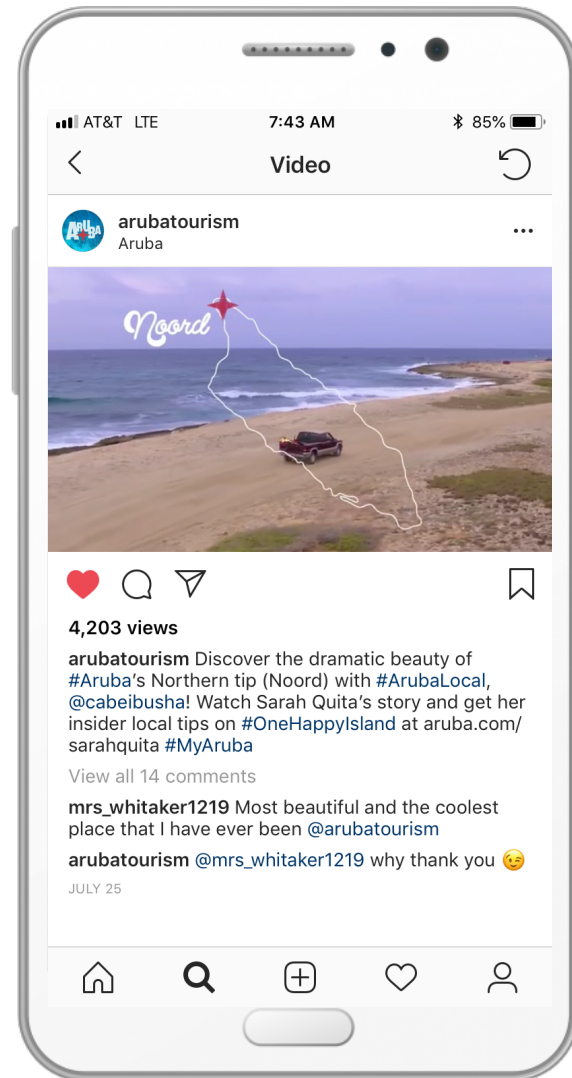 AT&T LTE 7:43 AM 85%
Video
ARUBA
arubatourism
Aruba
Noord
4,203 views
arubatourism Discover the dramatic beauty of
#Aruba's Northern tip (Noord) with #ArubaLocal,
@cabeibusha! Watch Sarah Quita's story and get her
insider local tips on #OneHappyIsland at aruba.com/
sarahquita #MyAruba
View all 14 comments
mrs_whitaker1219 Most beautiful and the coolest
place that I have ever been @arubatourism
arubatourism @mrs_whitaker1219 why thank you 😉
JULY 25